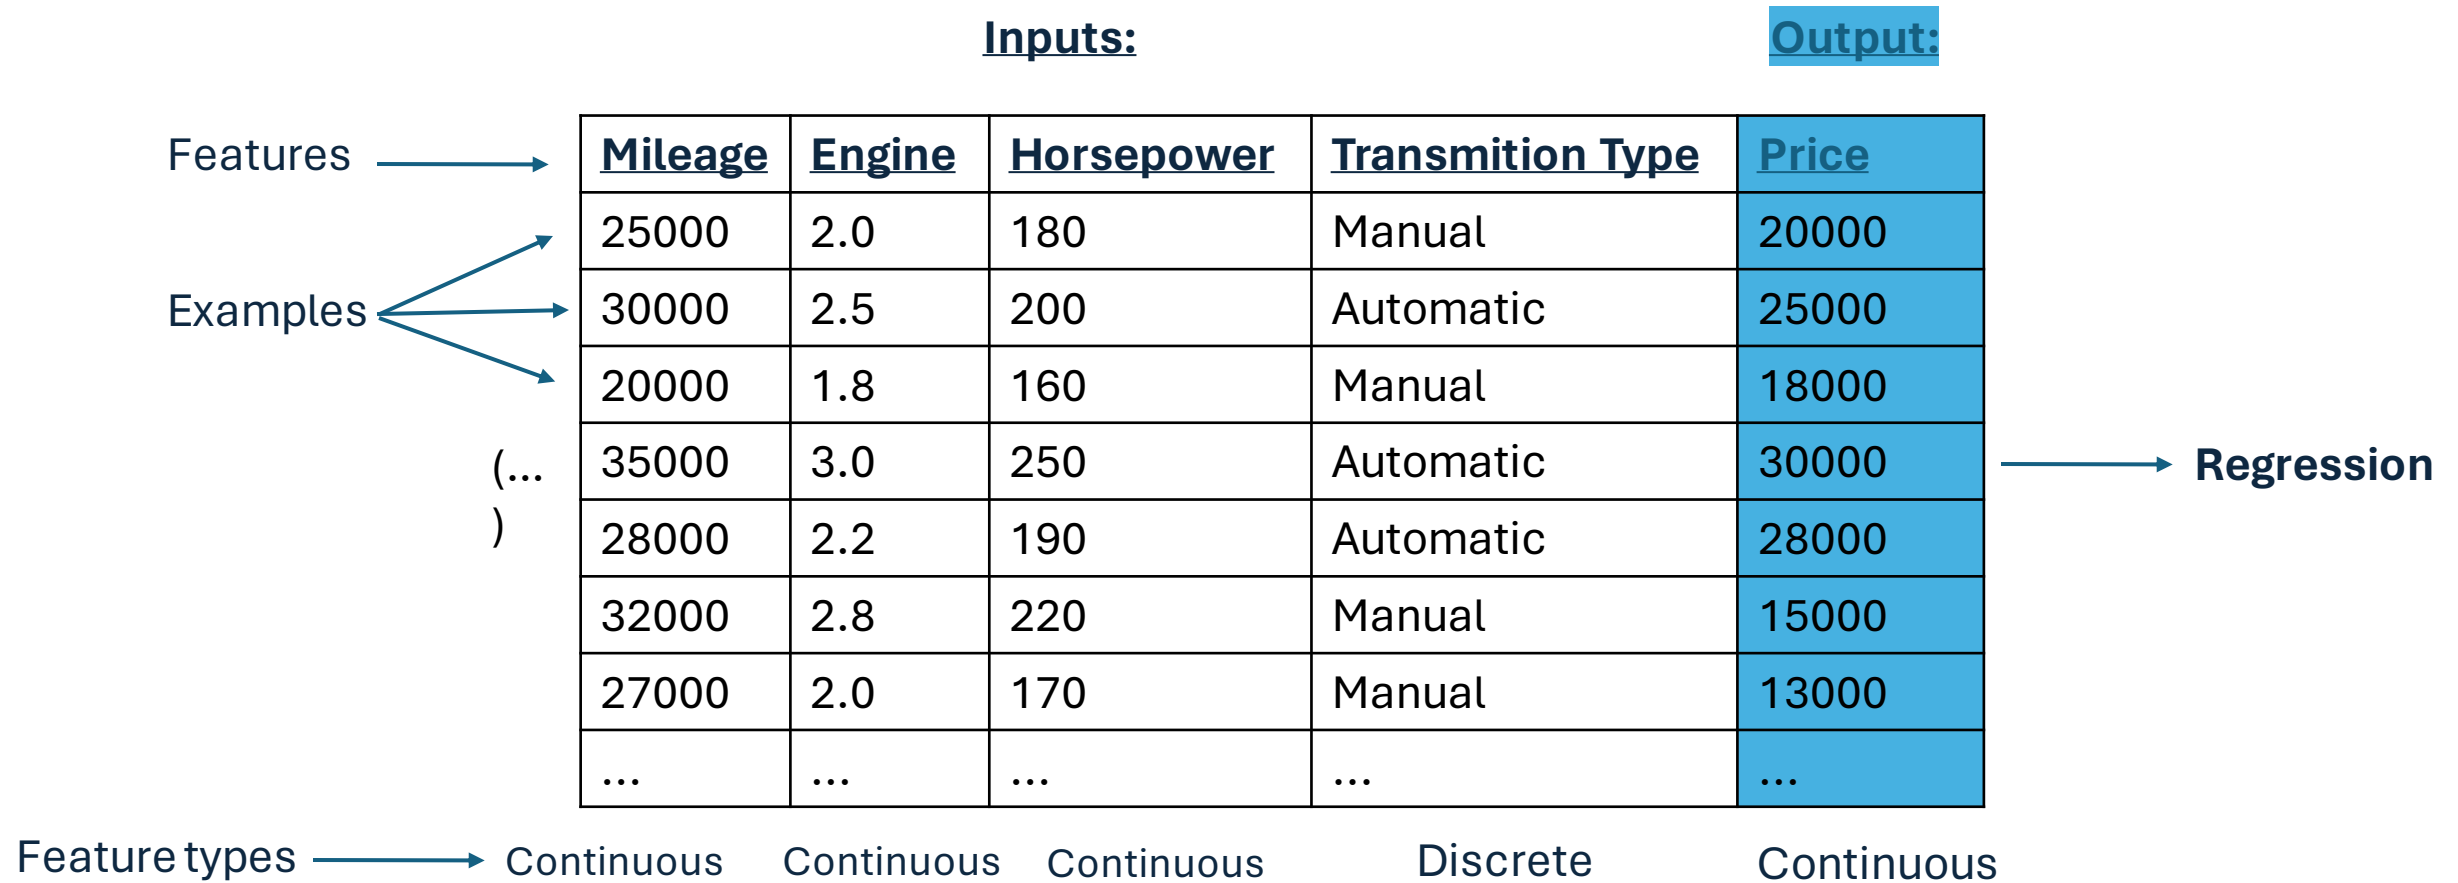 Inputs: Output:
Features Mileage Engine Horsepower Transmition Type Price
25000 2.0 180 Manual 20000
Examples 30000 2.5 200 Automatic 25000
20000 1.8 160 Manual 18000
(... 35000 3.0 250 Automatic 30000 Regression
) 28000 2.2 190 Automatic 28000
32000 2.8 220 Manual 15000
27000 2.0 170 Manual 13000
... ... ... ... ...
Feature types Continuous Continuous Continuous Discrete Continuous